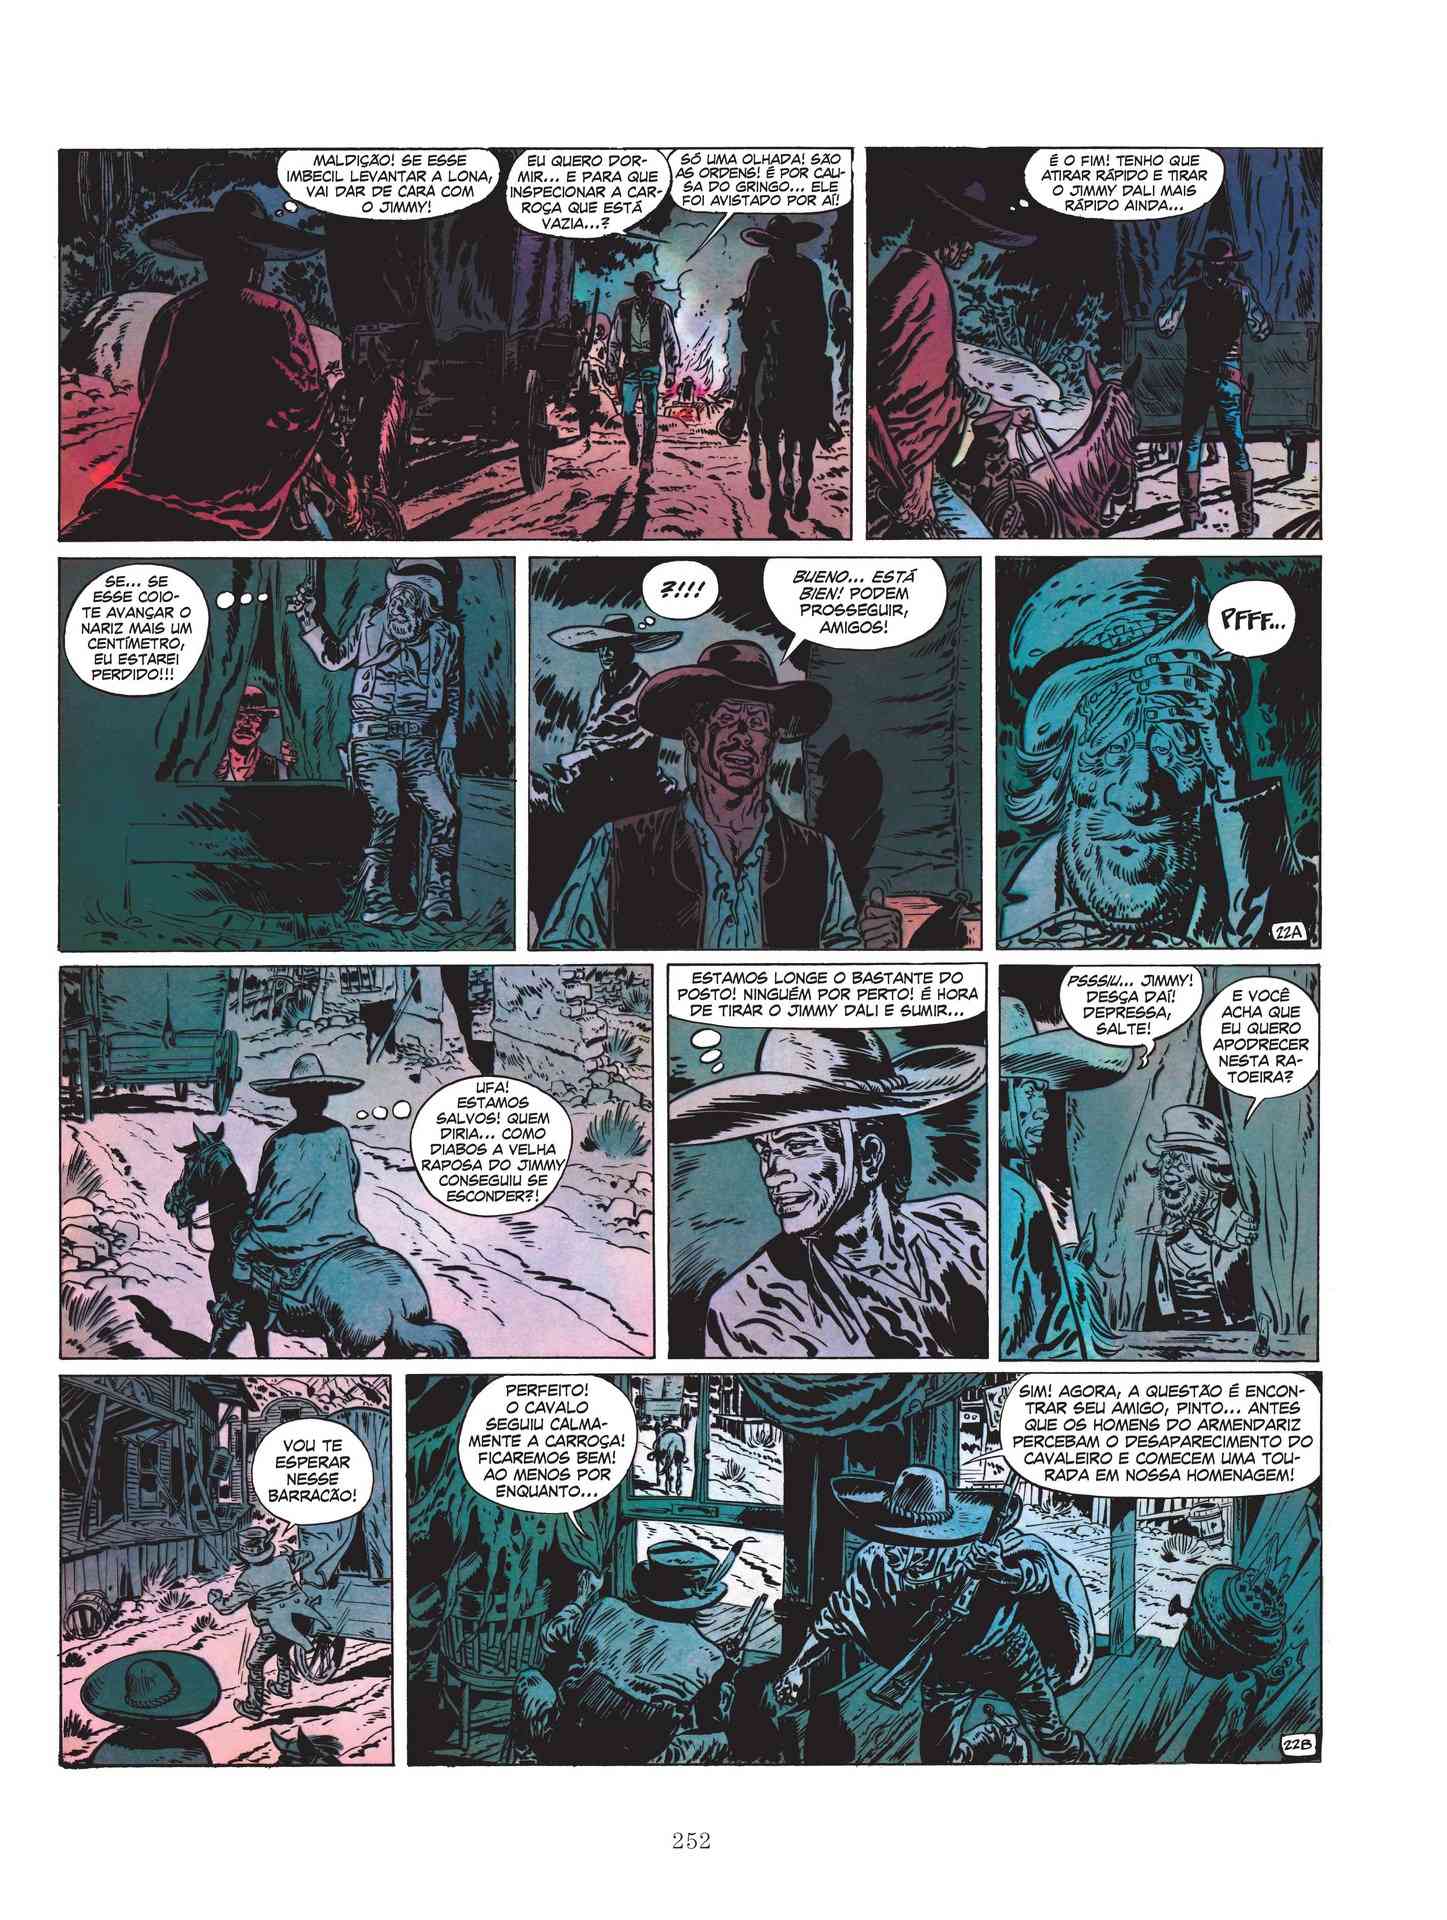 MALDIÇÃO! SE ESSE
IMBECIL LEVANTAR A LONA,
VAI DAR DE CARA COM
O JIMMY!
EU QUERO DOR-
MIR... E PARA QUE
INSPECIONAR A CAR-
ROÇA QUE ESTÁ
VAZIA...?
SÓ UMA OLHADA! SÃO
AS ORDENS! É POR CAU-
SA DO GRINGO... ELE
FOI AVISTADO POR AÍ!
É O FIM! TENHO QUE
ATIRAR RÁPIDO E TIRAR
O JIMMY DALI MAIS
RÁPIDO AINDA...
SE... SE
ESSE COIO-
TE AVANÇAR O
NARIZ MAIS UM
CENTÍMETRO,
EU ESTAREI
PERDIDO!!!
?!!!
BUENO... ESTÁ
BIEN! PODEM
PROSSEGUIR,
AMIGOS!
PFFF...
22A
UFA!
ESTAMOS
SALVOS! QUEM
DIRIA... COMO
DIABOS A VELHA
RAPOSA DO JIMMY
CONSEGUIU SE
ESCONDER?!
ESTAMOS LONGE O BASTANTE DO
POSTO! NINGUÉM POR PERTO! É HORA
DE TIRAR O JIMMY DALI E SUMIR...
PSSSIU... JIMMY!
DESÇA DAÍ!
DEPRESSA,
SALTE!
E VOCÊ
ACHA QUE
EU QUERO
APODRECER
NESTA RA-
TOEIRA?
VOU TE
ESPERAR
NESSE
BARRACÃO!
PERFEITO!
O CAVALO
SEGUIU CALMA-
MENTE A CARROÇA!
FICAREMOS BEM!
AO MENOS POR
ENQUANTO...
SIM! AGORA, A QUESTÃO É ENCON-
TRAR SEU AMIGO, PINTO... ANTES
QUE OS HOMENS DO ARMENDARIZ
PERCEBAM O DESAPARECIMENTO DO
CAVALEIRO E COMECEM UMA TOU-
RADA EM NOSSA HOMENAGEM!
22B
252